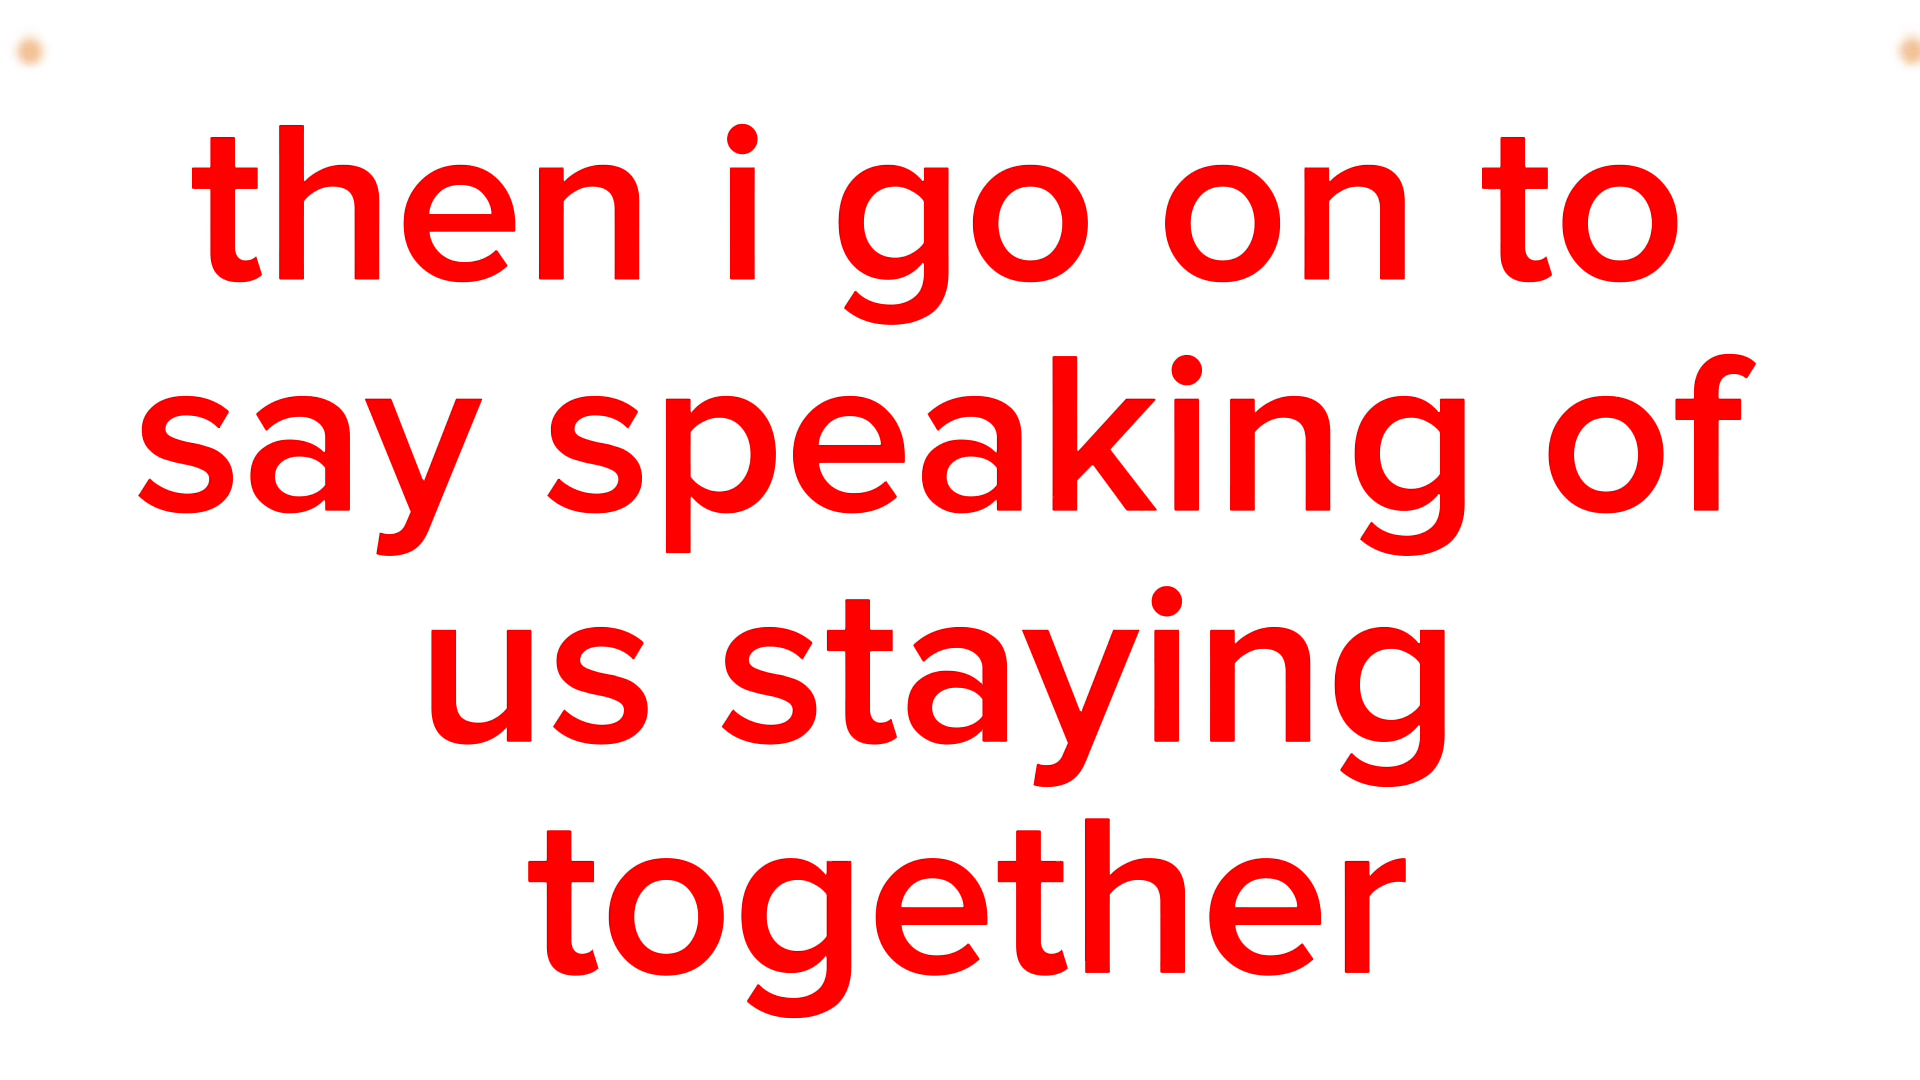 then i go on to
say speaking of
us staying
together